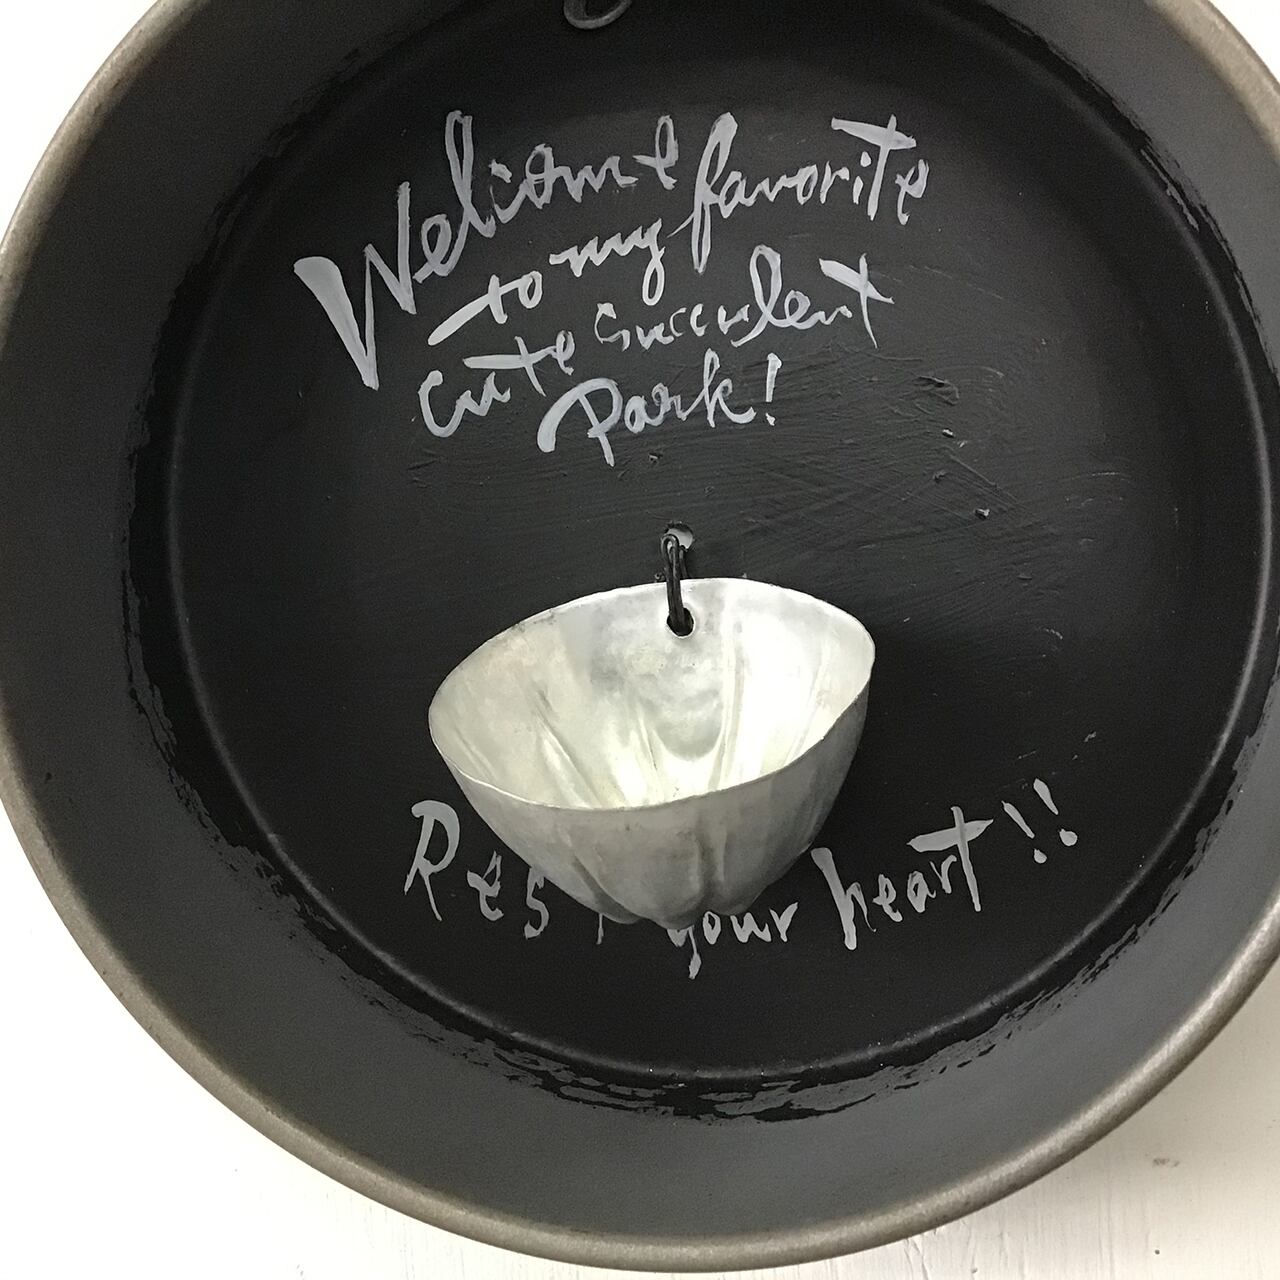 Welcome
to my favorite
cute succulent
Park!
Rest your heart!!